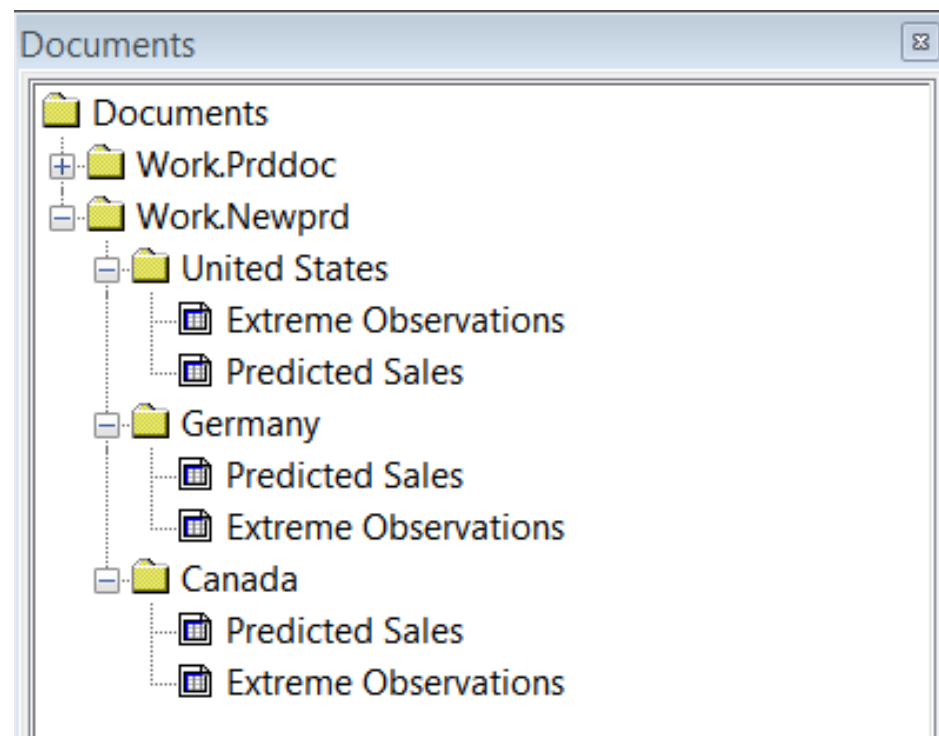 Documents
Documents
Work.Prddoc
Work.Newprd
United States
Extreme Observations
Predicted Sales
Germany
Predicted Sales
Extreme Observations
Canada
Predicted Sales
Extreme Observations